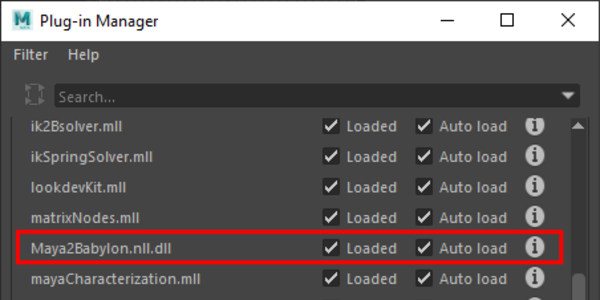 Plug-in Manager
Filter Help
Search...
ik2Bsolver.mll Loaded Auto load
ikSpringSolver.mll Loaded Auto load
lookdevKit.mll Loaded Auto load
matrixNodes.mll Loaded Auto load
Maya2Babylon.nll.dll Loaded Auto load
mayaCharacterization.mll Loaded Auto load